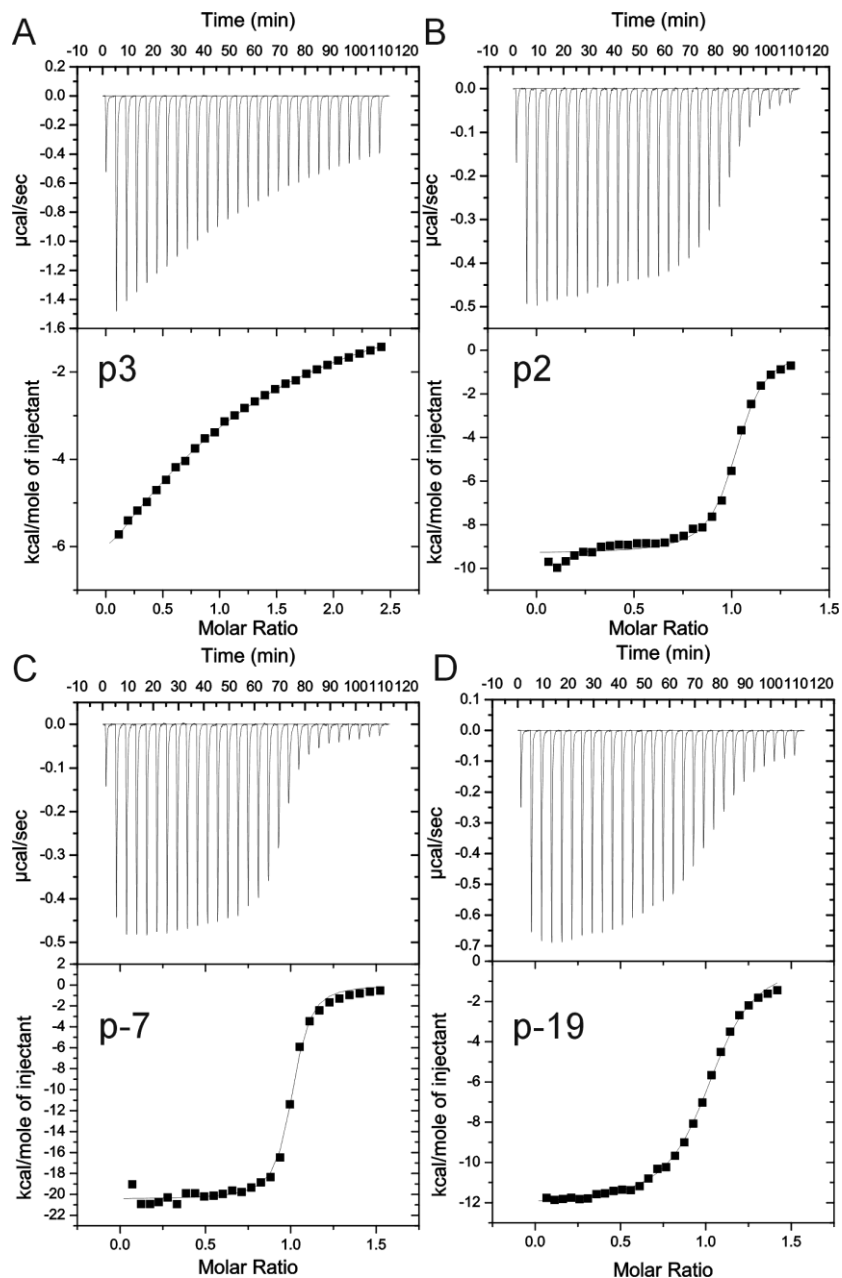 A
Time (min)
-10 0 10 20 30 40 50 60 70 80 90 100 110 120
0.2
0.0
-0.2
-0.4
-0.6
-0.8
-1.0
-1.2
-1.4
-1.6
µcal/sec
p3
-2
-4
-6
kcal/mole of injectant
0.0 0.5 1.0 1.5 2.0 2.5
Molar Ratio
B
Time (min)
-10 0 10 20 30 40 50 60 70 80 90 100 110 120
0.0
-0.1
-0.2
-0.3
-0.4
-0.5
µcal/sec
p2
0
-2
-4
-6
-8
-10
kcal/mole of injectant
0.0 0.5 1.0 1.5
Molar Ratio
C
Time (min)
-10 0 10 20 30 40 50 60 70 80 90 100 110 120
0.0
-0.1
-0.2
-0.3
-0.4
-0.5
µcal/sec
p-7
2
0
-2
-4
-6
-8
-10
-12
-14
-16
-18
-20
-22
kcal/mole of injectant
0.0 0.5 1.0 1.5
Molar Ratio
D
Time (min)
-10 0 10 20 30 40 50 60 70 80 90 100 110 120
0.1
0.0
-0.1
-0.2
-0.3
-0.4
-0.5
-0.6
-0.7
µcal/sec
p-19
0
-2
-4
-6
-8
-10
-12
kcal/mole of injectant
0.0 0.5 1.0 1.5
Molar Ratio